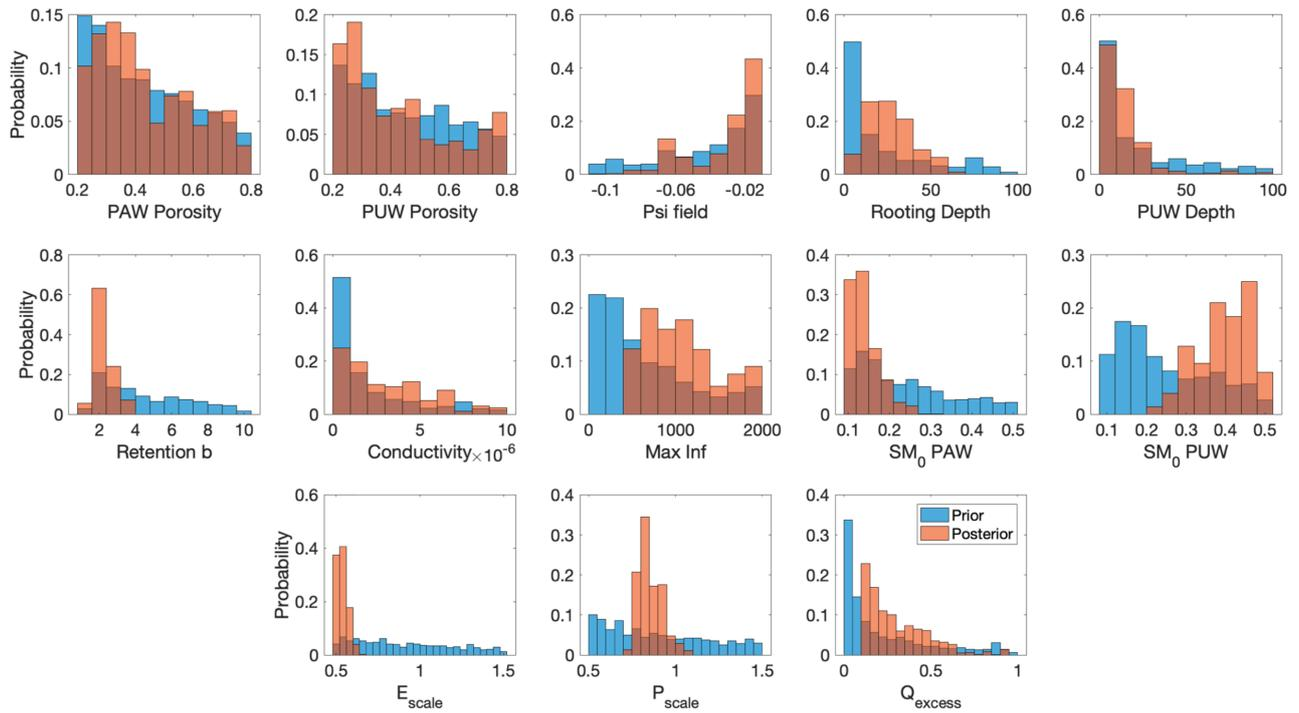 0.15 0.2 0.6 0.6 0.6
0.1 0.15 0.4 0.4 0.4
0.05 0.1 0.2 0.2 0.2
0.05
0 0 0 0 0
Probability
0.2 0.4 0.6 0.8 0.2 0.4 0.6 0.8 -0.1 -0.06 -0.02 0 50 100 0 50 100
PAW Porosity PUW Porosity Psi field Rooting Depth PUW Depth
0.8 0.6 0.3 0.4 0.3
0.6 0.4 0.2 0.3 0.2
0.4 0.2 0.1 0.2 0.1
0.2 0.1
0 0 0 0 0
Probability
2 4 6 8 10 0 5 10 0 1000 2000 0.1 0.2 0.3 0.4 0.5 0.1 0.2 0.3 0.4 0.5
Retention b Conductivity×10-6 Max Inf SM0 PAW SM0 PUW
0.6 0.4 0.4
0.4 0.3 0.3
0.2 0.2 0.2
0.1 0.1
0 0 0
Probability
Prior
Posterior
0.5 1 1.5 0.5 1 1.5 0 0.5 1
Escale Pscale Qexcess